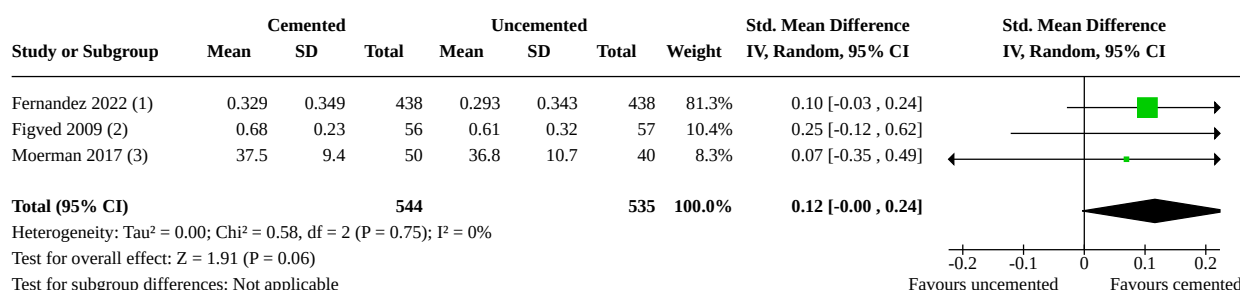 Cemented Uncemented Std. Mean Difference Std. Mean Difference
Study or Subgroup Mean SD Total Mean SD Total Weight IV, Random, 95% CI IV, Random, 95% CI
Fernandez 2022 (1) 0.329 0.349 438 0.293 0.343 438 81.3% 0.10 [-0.03 , 0.24]
Figved 2009 (2) 0.68 0.23 56 0.61 0.32 57 10.4% 0.25 [-0.12 , 0.62]
Moerman 2017 (3) 37.5 9.4 50 36.8 10.7 40 8.3% 0.07 [-0.35 , 0.49]
Total (95% CI) 544 535 100.0% 0.12 [-0.00 , 0.24]
Heterogeneity: Tau² = 0.00; Chi² = 0.58, df = 2 (P = 0.75); I² = 0%
Test for overall effect: Z = 1.91 (P = 0.06) -0.2 -0.1 0 0.1 0.2
Test for subgroup differences: Not applicable Favours uncemented Favours cemented